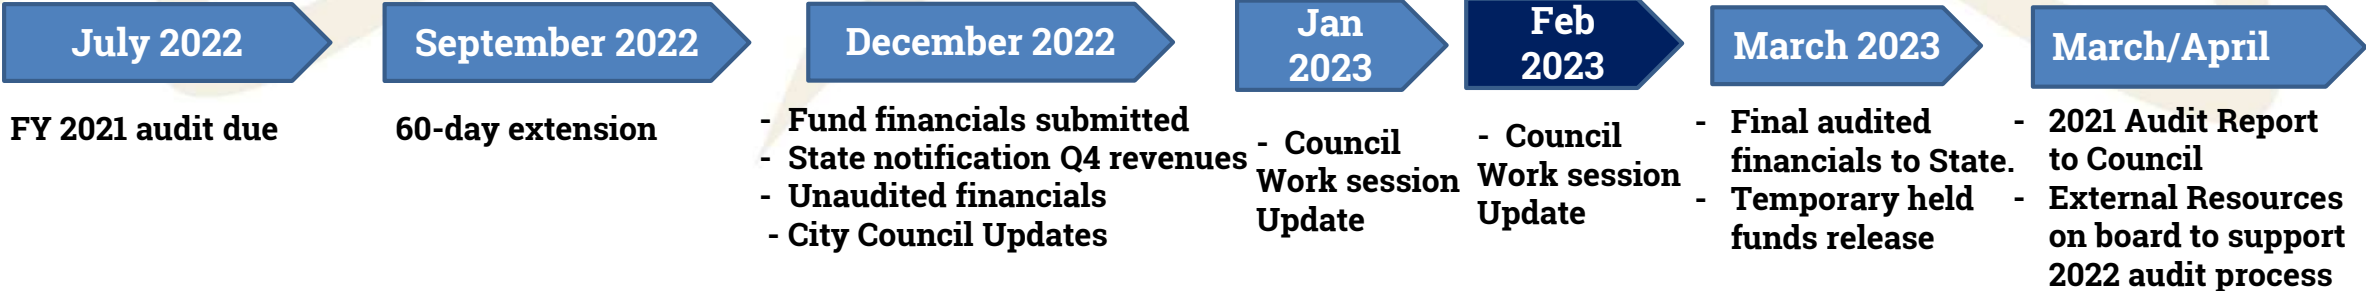 July 2022
FY 2021 audit due
September 2022
60-day extension
December 2022
- Fund financials submitted
- State notification Q4 revenues
- Unaudited financials
- City Council Updates
Jan
2023
- Council
Work session
Update
Feb
2023
- Council
Work session
Update
March 2023
- Final audited
financials to State.
- Temporary held
funds release
March/April
- 2021 Audit Report
to Council
- External Resources
on board to support
2022 audit process